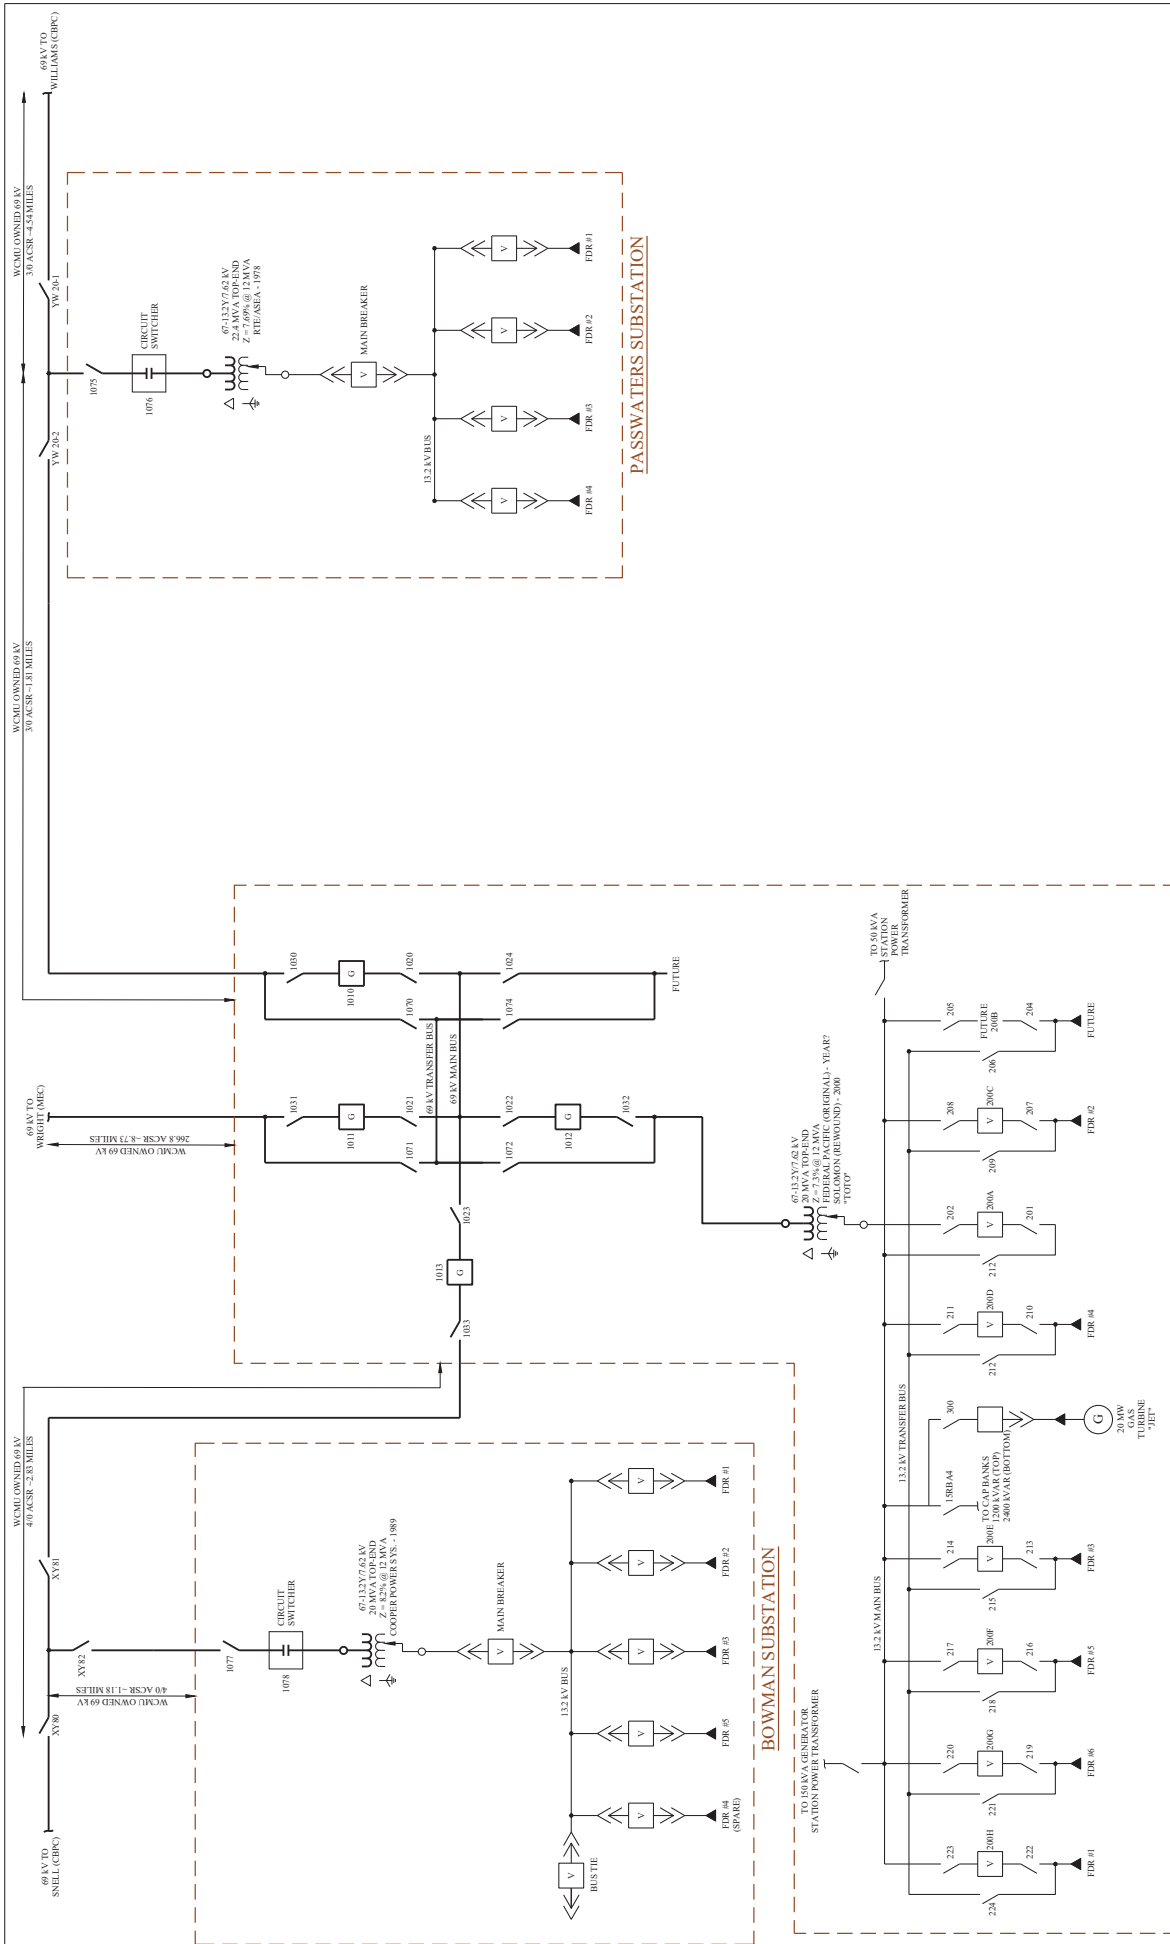 69 kV TO
WILLIAMS (CBPC)
WCMU OWNED 69 kV
3/0 ACSR ~4.54 MILES
YW 20-1
1075
CIRCUIT
SWITCHER
1076
67-13.2Y/7.62 kV
22.4 MVA TOP-END
Z = 7.69% @ 12 MVA
RTE/ASEA - 1978
MAIN BREAKER
V
13.2 kV BUS
V
FDR #1
V
FDR #2
V
FDR #3
V
FDR #4
PASSWATERS SUBSTATION
YW 20-2
WCMU OWNED 69 kV
3/0 ACSR ~1.81 MILES
1030
G
1010
1020
1070
1024
1074
FUTURE
69 kV TRANSFER BUS
69 kV MAIN BUS
69 kV TO
WRIGHT (MEC)
WCMU OWNED 69 kV
266.8 ACSR ~8.73 MILES
1031
G
1011
1021
1071
1022
1072
G
1012
1032
1023
1013
G
1033
67-13.2Y/7.62 kV
20 MVA TOP-END
Z = 7.3% @ 12 MVA
FEDERAL PACIFIC (ORIGINAL) - YEAR?
SOLOMON (REWOUND) - 2000
"TOTO"
TO 50 kVA
STATION
POWER
TRANSFORMER
205
FUTURE
200B
204
206
FUTURE
208
V
200C
207
209
FDR #2
202
V
200A
201
212
211
V
200D
210
212
FDR #4
13.2 kV TRANSFER BUS
300
G
20 MW
GAS
TURBINE
"JET"
15RBA4
TO CAP BANKS
1200 kVAR (TOP)
2400 kVAR (BOTTOM)
214
V
200E
213
215
FDR #3
13.2 kV MAIN BUS
217
V
200F
216
218
FDR #5
TO 150 kVA GENERATOR
STATION POWER TRANSFORMER
220
V
200G
219
221
FDR #6
223
V
200H
222
224
FDR #1
WCMU OWNED 69 kV
4/0 ACSR ~2.83 MILES
XY81
XY82
XY80
69 kV TO
SNELL (CBPC)
WCMU OWNED 69 kV
4/0 ACSR ~1.18 MILES
1077
CIRCUIT
SWITCHER
1078
67-13.2Y/7.62 kV
20 MVA TOP-END
Z = 8.2% @ 12 MVA
COOPER POWER SYS. - 1989
MAIN BREAKER
V
13.2 kV BUS
V
FDR #1
V
FDR #2
V
FDR #3
V
FDR #5
V
FDR #4
(SPARE)
V
BUS TIE
BOWMAN SUBSTATION